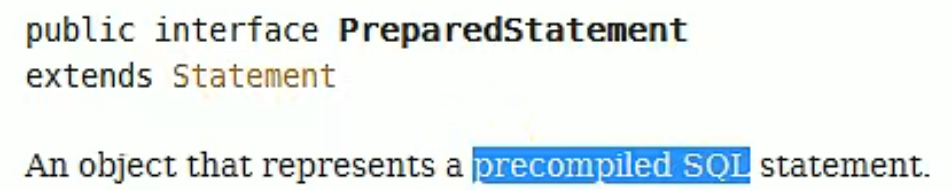 public interface PreparedStatement
extends Statement
An object that represents a precompiled SQL statement.